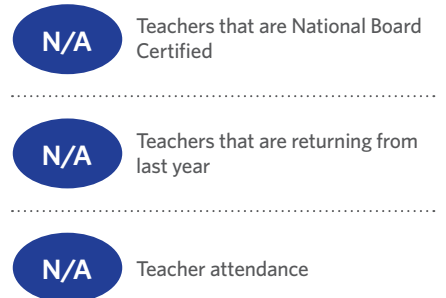 N/A
Teachers that are National Board
Certified
N/A
Teachers that are returning from
last year
N/A
Teacher attendance